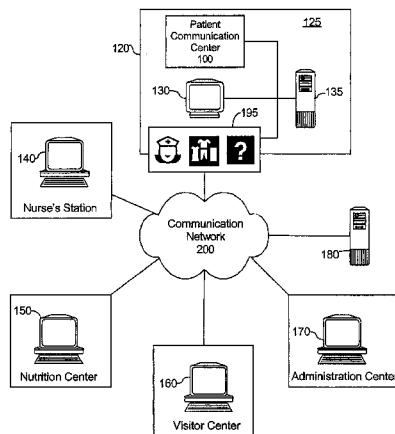 Patient
Communication
Center
100
120
125
130
135
195
?
140
Nurse's Station
Communication
Network
200
180
150
Nutrition Center
160
Visitor Center
170
Administration Center